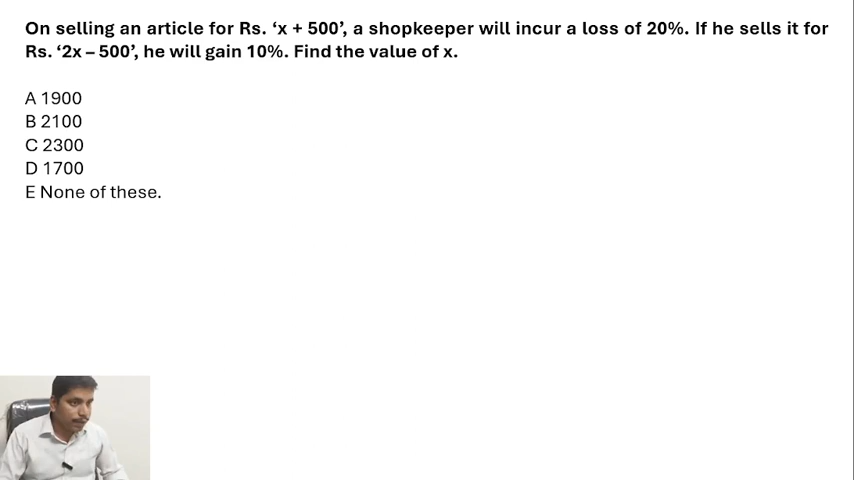 On selling an article for Rs. ‘x + 500’, a shopkeeper will incur a loss of 20%. If he sells it for
Rs. ‘2x – 500’, he will gain 10%. Find the value of x.
A 1900
B 2100
C 2300
D 1700
E None of these.